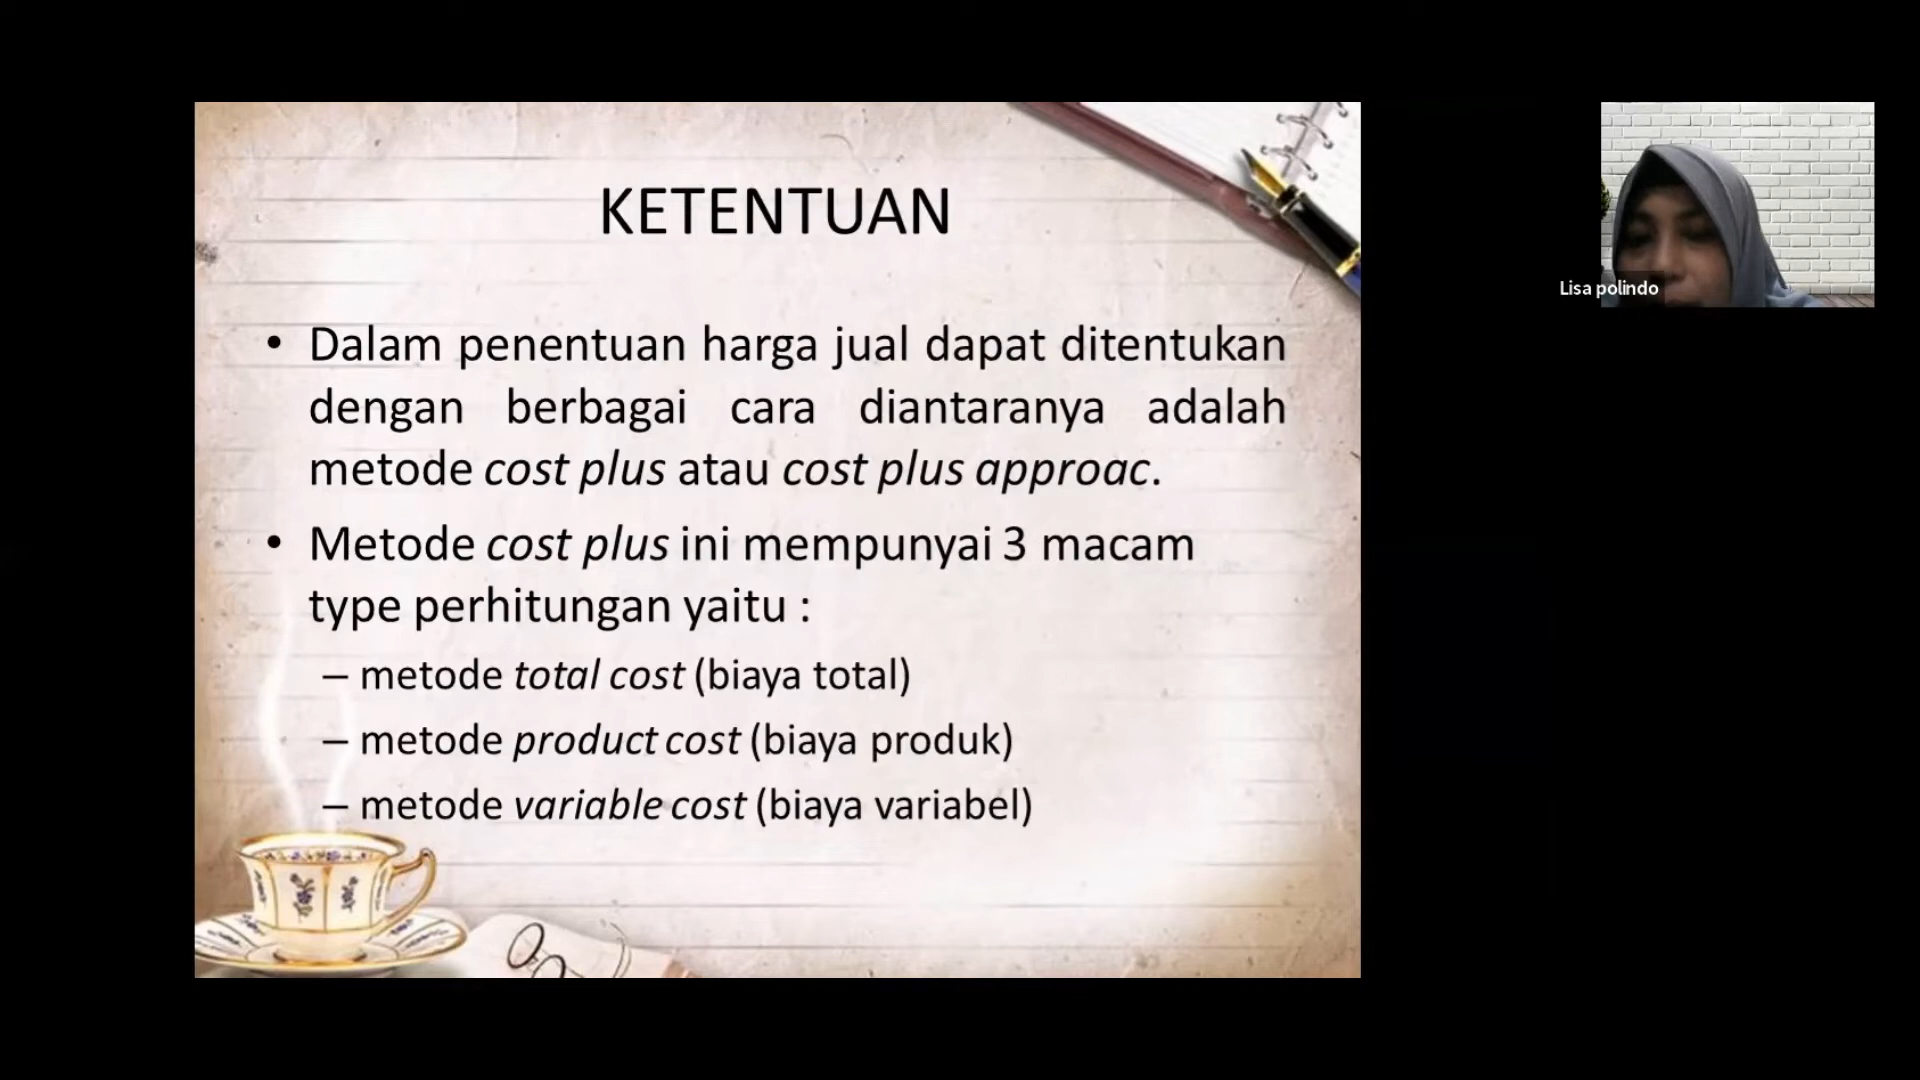 KETENTUAN
• Dalam penentuan harga jual dapat ditentukan
dengan berbagai cara diantaranya adalah
metode cost plus atau cost plus approac.
• Metode cost plus ini mempunyai 3 macam
type perhitungan yaitu :
– metode total cost (biaya total)
– metode product cost (biaya produk)
– metode variable cost (biaya variabel)
Lisa polindo